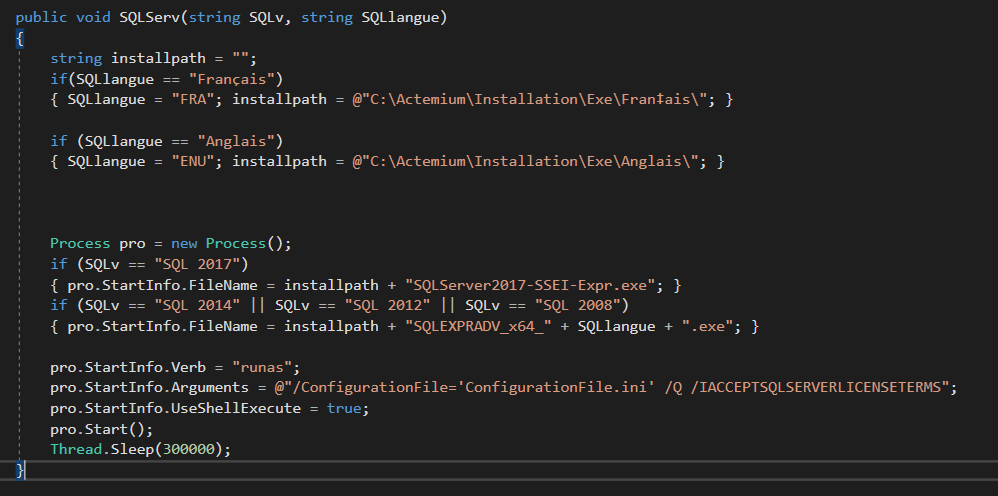 public void SQLServ(string SQLv, string SQLlangue)
{
string installpath = "";
if(SQLlangue == "Français")
{ SQLlangue = "FRA"; installpath = @"C:\Actemium\Installation\Exe\Fran‡ais\"; }
if (SQLlangue == "Anglais")
{ SQLlangue = "ENU"; installpath = @"C:\Actemium\Installation\Exe\Anglais\"; }
Process pro = new Process();
if (SQLv == "SQL 2017")
{ pro.StartInfo.FileName = installpath + "SQLServer2017-SSEI-Expr.exe"; }
if (SQLv == "SQL 2014" || SQLv == "SQL 2012" || SQLv == "SQL 2008")
{ pro.StartInfo.FileName = installpath + "SQLEXPRADV_x64_" + SQLlangue + ".exe"; }
pro.StartInfo.Verb = "runas";
pro.StartInfo.Arguments = @"/ConfigurationFile='ConfigurationFile.ini' /Q /IACCEPTSQLSERVERLICENSETERMS";
pro.StartInfo.UseShellExecute = true;
pro.Start();
Thread.Sleep(300000);
}